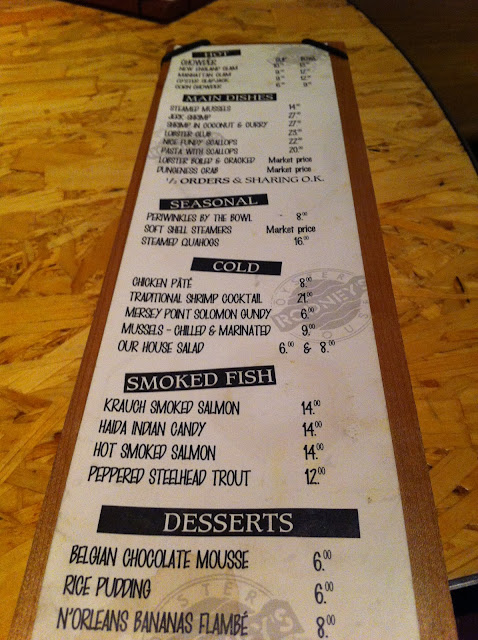 HOT
CHOWDER CUP BOWL
NEW ENGLAND CLAM
MANHATTAN CLAM
OYSTER
CORN CHOWDER
MAIN DISHES
STEAMED MUSSELS 14.00
JERK SHRIMP
SHRIMP IN COCONUT & CURRY
LOBSTER CLUB
NICE FUNDY SCALLOPS
PASTA WITH SCALLOPS
LOBSTER BOILED & CRACKED Market price
DUNGENESS CRAB Market price
½ ORDERS & SHARING O.K.
SEASONAL
PERIWINKLES BY THE BOWL 8.00
SOFT SHELL STEAMERS Market price
STEAMED QUAHOGS 16.00
COLD
CHICKEN PÂTÉ 8.00
TRADITIONAL SHRIMP COCKTAIL 21.00
MERSEY POINT SOLOMON GUNDY 6.00
MUSSELS - CHILLED & MARINATED 9.00
OUR HOUSE SALAD 6.00 & 8.00
SMOKED FISH
KRAUCH SMOKED SALMON 14.00
HAIDA INDIAN CANDY 14.00
HOT SMOKED SALMON 14.00
PEPPERED STEELHEAD TROUT 12.00
DESSERTS
BELGIAN CHOCOLATE MOUSSE 6.00
RICE PUDDING 6.00
N'ORLEANS BANANAS FLAMBÉ 8.00